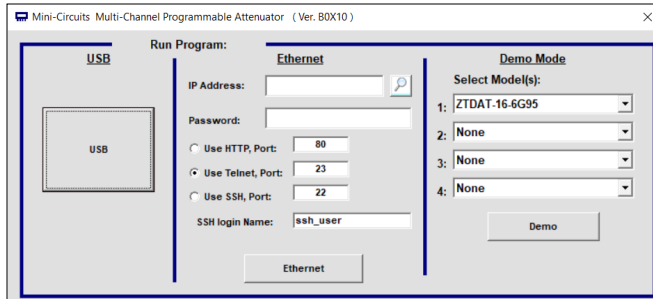 Mini-Circuits Multi-Channel Programmable Attenuator ( Ver. B0X10 )
Run Program:
USB
USB
Ethernet
IP Address:
Password:
Use HTTP, Port: 80
Use Telnet, Port: 23
Use SSH, Port: 22
SSH login Name: ssh_user
Ethernet
Demo Mode
Select Model(s):
1: ZTDAT-16-6G95
2: None
3: None
4: None
Demo